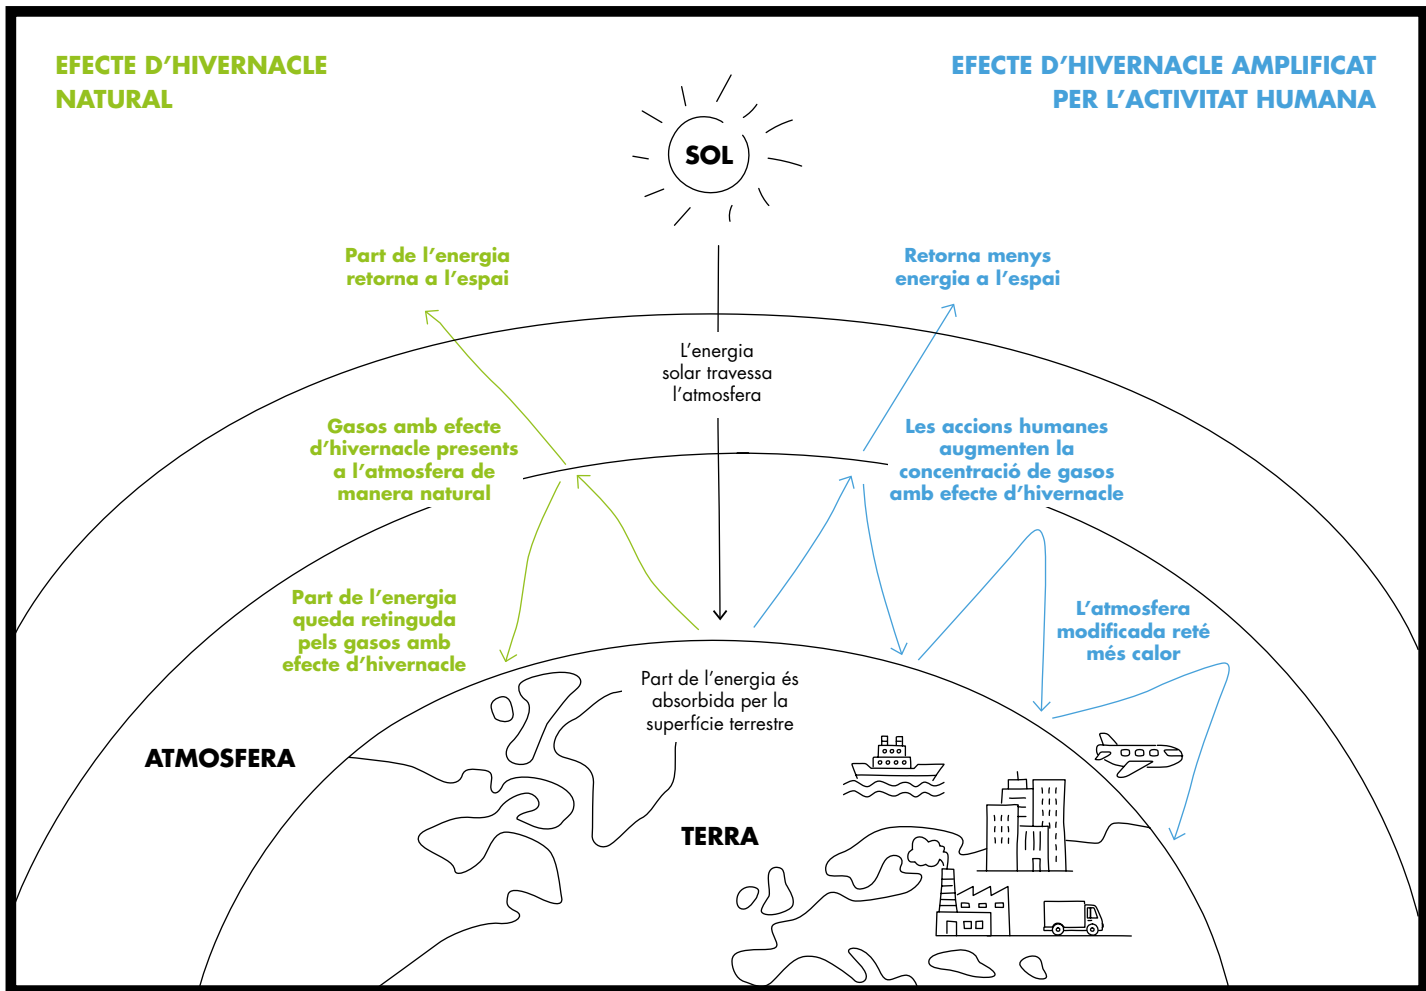 EFECTE D’HIVERNACLE
NATURAL
EFECTE D’HIVERNACLE AMPLIFICAT
PER L’ACTIVITAT HUMANA
SOL
Part de l’energia
retorna a l’espai
Retorna menys
energia a l’espai
L’energia
solar travessa
l’atmosfera
Gasos amb efecte
d’hivernacle presents
a l’atmosfera de
manera natural
Les accions humanes
augmenten la
concentració de gasos
amb efecte d’hivernacle
Part de l’energia
queda retinguda
pels gasos amb
efecte d’hivernacle
L’atmosfera
modificada reté
més calor
Part de l’energia és
absorbida per la
superfície terrestre
ATMOSFERA
TERRA